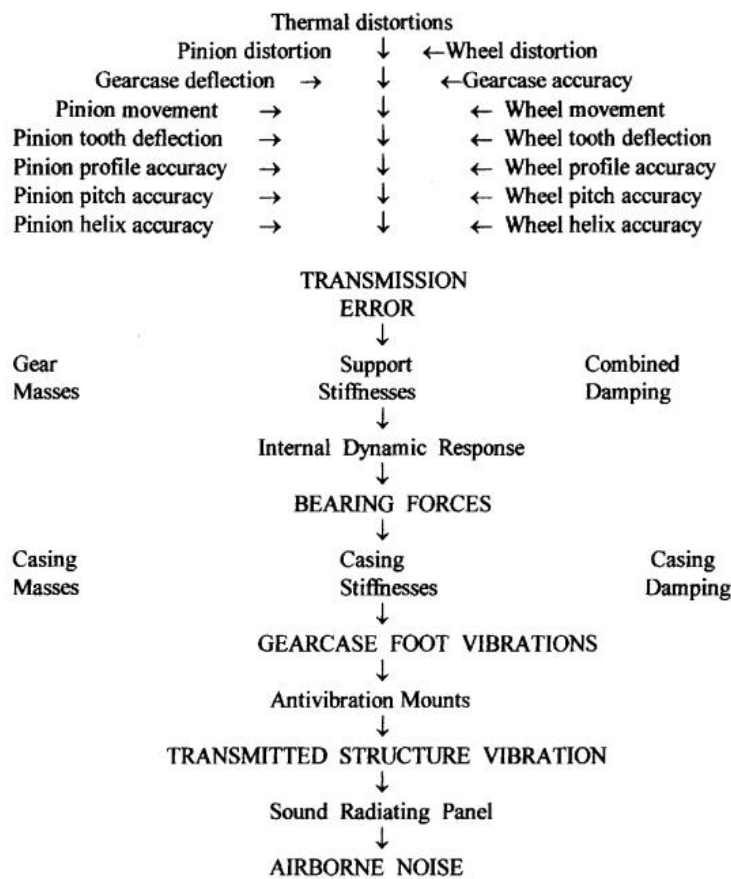 Thermal distortions
Pinion distortion ↓ ←Wheel distortion
Gearcase deflection → ↓ ←Gearcase accuracy
Pinion movement → ↓ ← Wheel movement
Pinion tooth deflection → ↓ ← Wheel tooth deflection
Pinion profile accuracy → ↓ ← Wheel profile accuracy
Pinion pitch accuracy → ↓ ← Wheel pitch accuracy
Pinion helix accuracy → ↓ ← Wheel helix accuracy
TRANSMISSION
ERROR
↓
Gear Support Combined
Masses Stiffnesses Damping
↓
Internal Dynamic Response
↓
BEARING FORCES
↓
Casing Casing Casing
Masses Stiffnesses Damping
↓
GEARCASE FOOT VIBRATIONS
↓
Antivibration Mounts
↓
TRANSMITTED STRUCTURE VIBRATION
↓
Sound Radiating Panel
↓
AIRBORNE NOISE